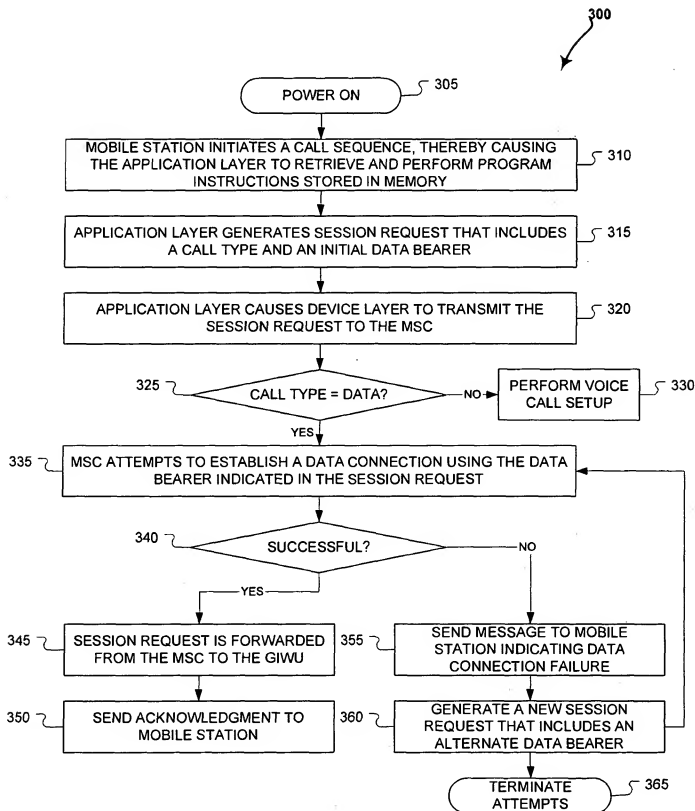 300
POWER ON
305
MOBILE STATION INITIATES A CALL SEQUENCE, THEREBY CAUSING
THE APPLICATION LAYER TO RETRIEVE AND PERFORM PROGRAM
INSTRUCTIONS STORED IN MEMORY
310
APPLICATION LAYER GENERATES SESSION REQUEST THAT INCLUDES
A CALL TYPE AND AN INITIAL DATA BEARER
315
APPLICATION LAYER CAUSES DEVICE LAYER TO TRANSMIT THE
SESSION REQUEST TO THE MSC
320
325
CALL TYPE = DATA?
NO
PERFORM VOICE
CALL SETUP
330
YES
335
MSC ATTEMPTS TO ESTABLISH A DATA CONNECTION USING THE DATA
BEARER INDICATED IN THE SESSION REQUEST
340
SUCCESSFUL?
NO
YES
345
SESSION REQUEST IS FORWARDED
FROM THE MSC TO THE GIWU
355
SEND MESSAGE TO MOBILE
STATION INDICATING DATA
CONNECTION FAILURE
350
SEND ACKNOWLEDGMENT TO
MOBILE STATION
360
GENERATE A NEW SESSION
REQUEST THAT INCLUDES AN
ALTERNATE DATA BEARER
TERMINATE
ATTEMPTS
365